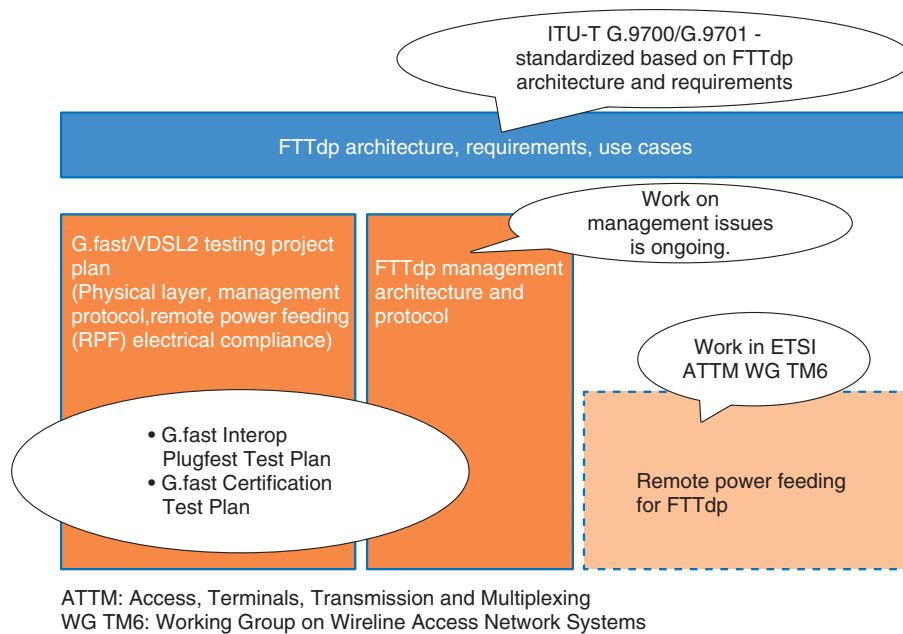 ITU-T G.9700/G.9701 -
standardized based on FTTdp
architecture and requirements
FTTdp architecture, requirements, use cases
G.fast/VDSL2 testing project
plan
(Physical layer, management
protocol,remote power feeding
(RPF) electrical compliance)
• G.fast Interop
Plugfest Test Plan
• G.fast Certification
Test Plan
Work on
management issues
is ongoing.
FTTdp management
architecture and
protocol
Work in ETSI
ATTM WG TM6
Remote power feeding
for FTTdp
ATTM: Access, Terminals, Transmission and Multiplexing
WG TM6: Working Group on Wireline Access Network Systems